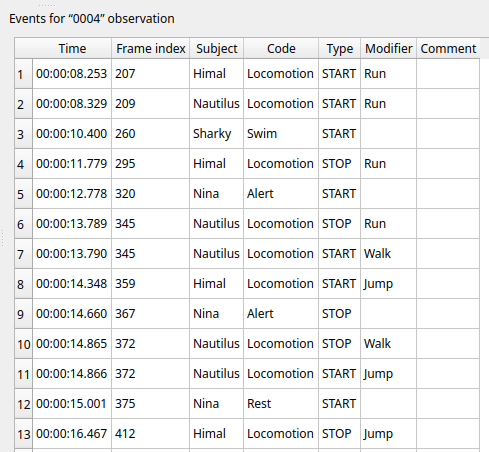 Events for “0004” observation
Time Frame index Subject Code Type Modifier Comment
1 00:00:08.253 207 Himal Locomotion START Run
2 00:00:08.329 209 Nautilus Locomotion START Run
3 00:00:10.400 260 Sharky Swim START
4 00:00:11.779 295 Himal Locomotion STOP Run
5 00:00:12.778 320 Nina Alert START
6 00:00:13.789 345 Nautilus Locomotion STOP Run
7 00:00:13.790 345 Nautilus Locomotion START Walk
8 00:00:14.348 359 Himal Locomotion START Jump
9 00:00:14.660 367 Nina Alert STOP
10 00:00:14.865 372 Nautilus Locomotion STOP Walk
11 00:00:14.866 372 Nautilus Locomotion START Jump
12 00:00:15.001 375 Nina Rest START
13 00:00:16.467 412 Himal Locomotion STOP Jump